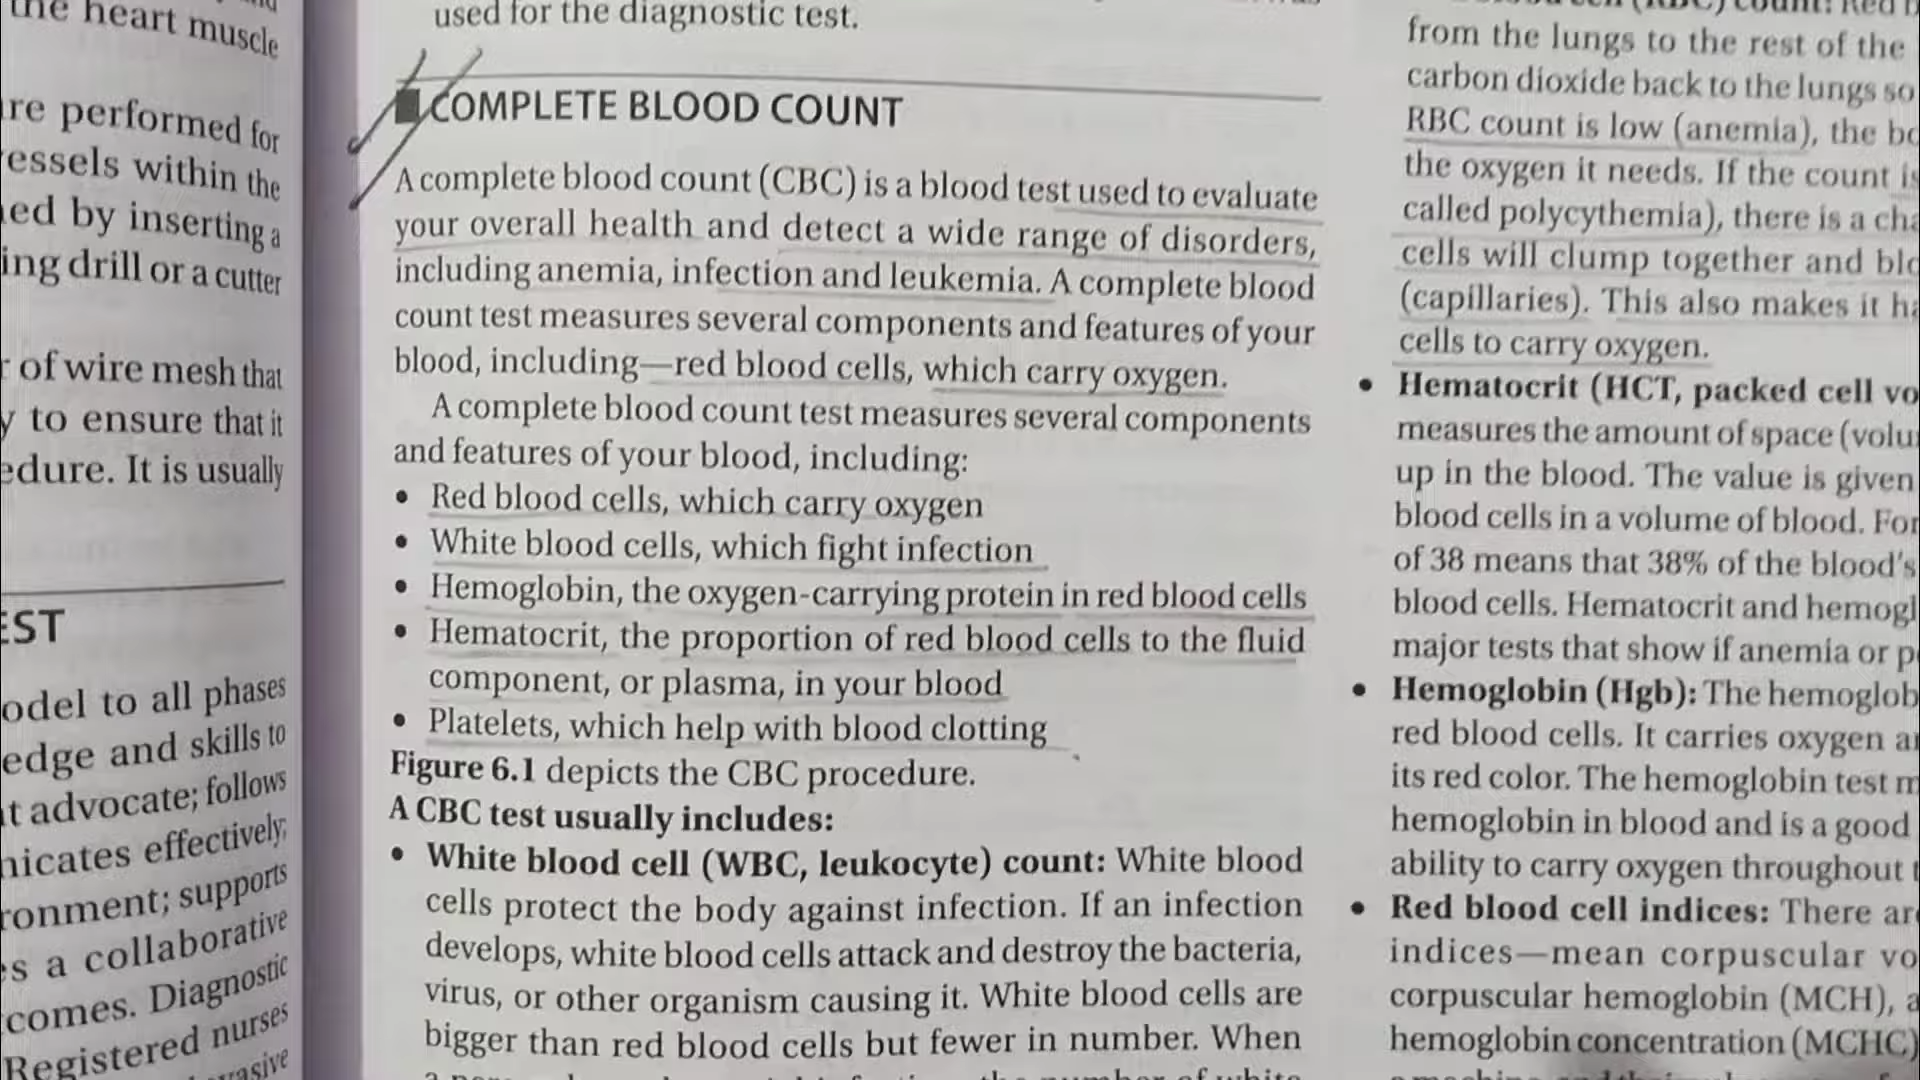 the heart muscle
are performed for
vessels within the
by inserting a
drill or a cutter
of wire mesh that
to ensure that it
It is usually
to all phases
and skills to
advocate; follows
effectively;
supports
a collaborative
Diagnostic
Registered nurses
used for the diagnostic test.
COMPLETE BLOOD COUNT
A complete blood count (CBC) is a blood test used to evaluate
your overall health and detect a wide range of disorders,
including anemia, infection and leukemia. A complete blood
count test measures several components and features of your
blood, including—red blood cells, which carry oxygen.
A complete blood count test measures several components
and features of your blood, including:
• Red blood cells, which carry oxygen
• White blood cells, which fight infection
• Hemoglobin, the oxygen-carrying protein in red blood cells
• Hematocrit, the proportion of red blood cells to the fluid
component, or plasma, in your blood
• Platelets, which help with blood clotting
Figure 6.1 depicts the CBC procedure.
A CBC test usually includes:
• White blood cell (WBC, leukocyte) count: White blood
cells protect the body against infection. If an infection
develops, white blood cells attack and destroy the bacteria,
virus, or other organism causing it. White blood cells are
bigger than red blood cells but fewer in number. When
from the lungs to the rest of the
carbon dioxide back to the lungs so
RBC count is low (anemia), the
the oxygen it needs. If the count
called polycythemia), there is a
cells will clump together and
(capillaries). This also makes it
cells to carry oxygen.
• Hematocrit (HCT, packed cell
measures the amount of space
up in the blood. The value is given
blood cells in a volume of blood.
of 38 means that 38% of the blood's
blood cells. Hematocrit and
major tests that show if anemia or
• Hemoglobin (Hgb): The
red blood cells. It carries oxygen
its red color. The hemoglobin test
hemoglobin in blood and is a good
ability to carry oxygen throughout
• Red blood cell indices: There
indices—mean corpuscular
corpuscular hemoglobin (MCH),
hemoglobin concentration (MCHC)